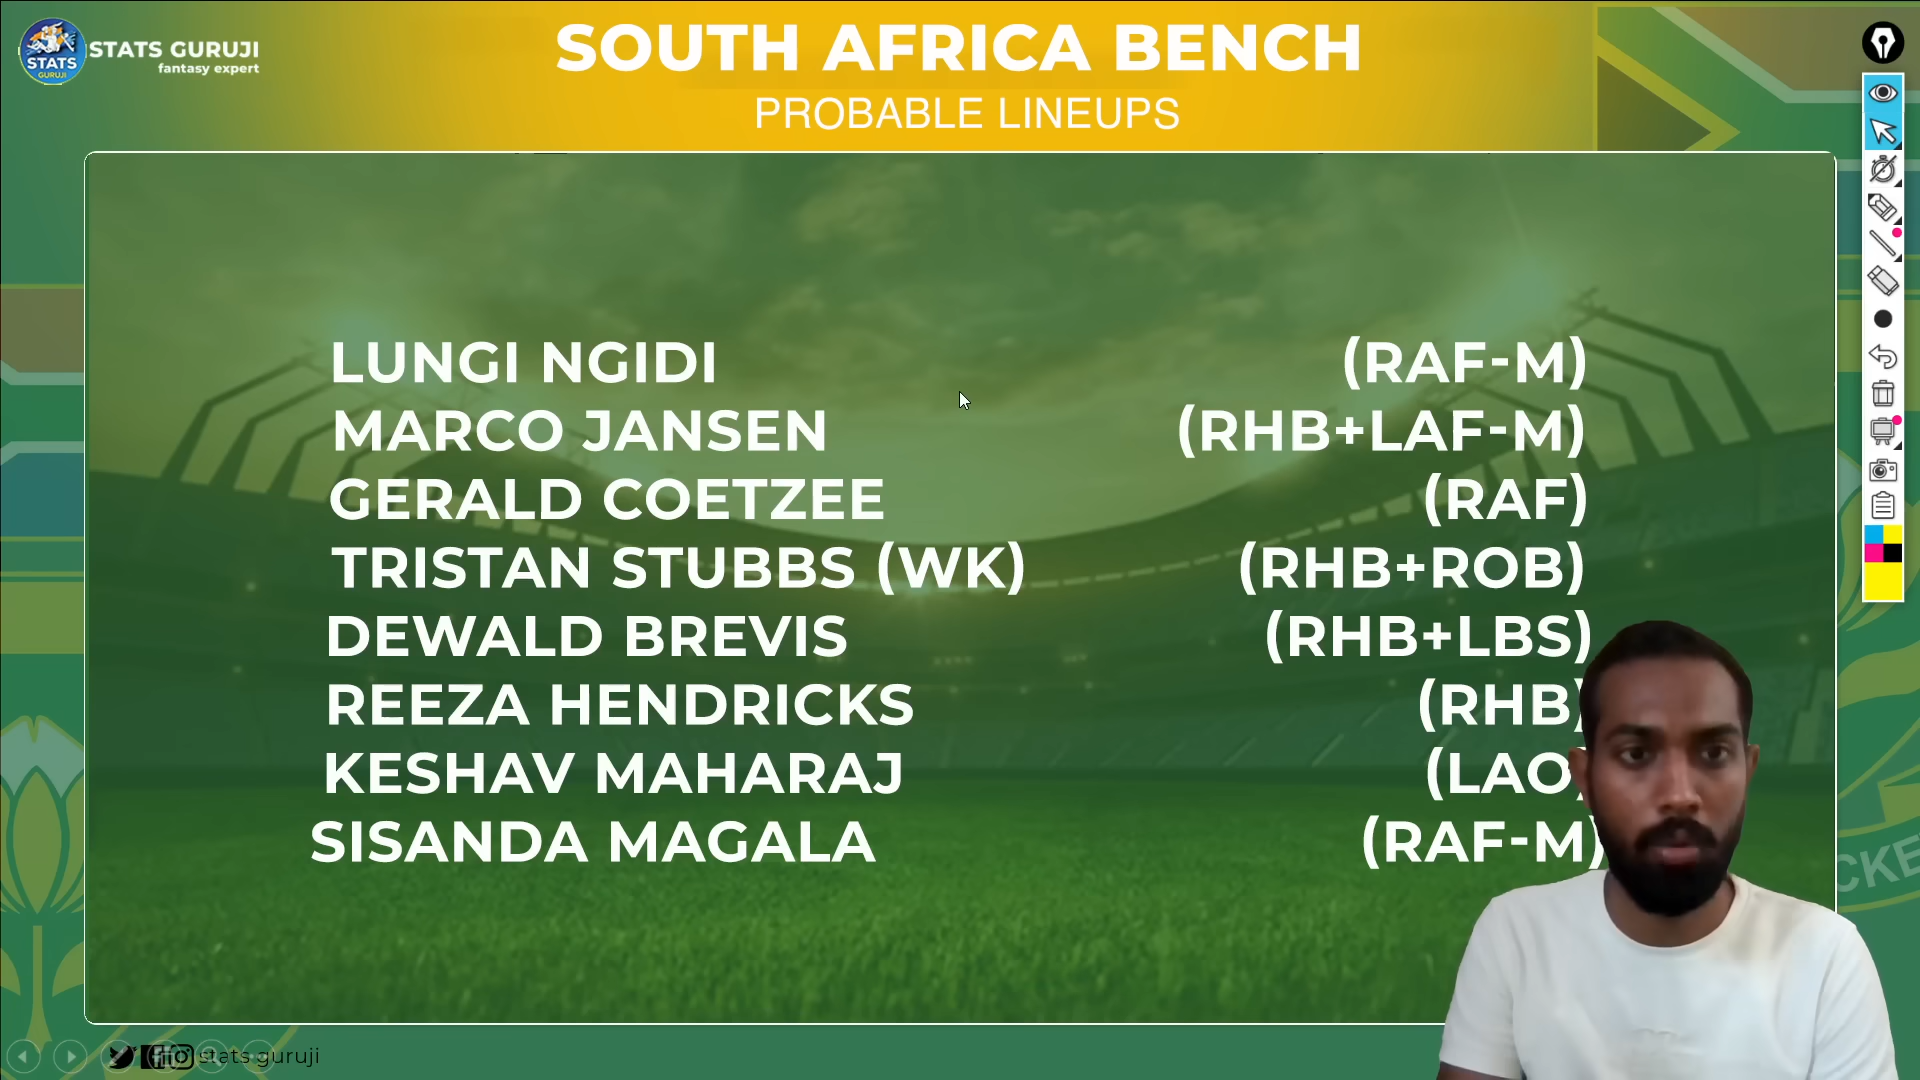 STATS GURUJI
fantasy expert
STATS
GURUJI
SOUTH AFRICA BENCH
PROBABLE LINEUPS
LUNGI NGIDI (RAF-M)
MARCO JANSEN (RHB+LAF-M)
GERALD COETZEE (RAF)
TRISTAN STUBBS (WK) (RHB+ROB)
DEWALD BREVIS (RHB+LBS)
REEZA HENDRICKS (RHB)
KESHAV MAHARAJ (LAO)
SISANDA MAGALA (RAF-M)
CKE
stats guruji